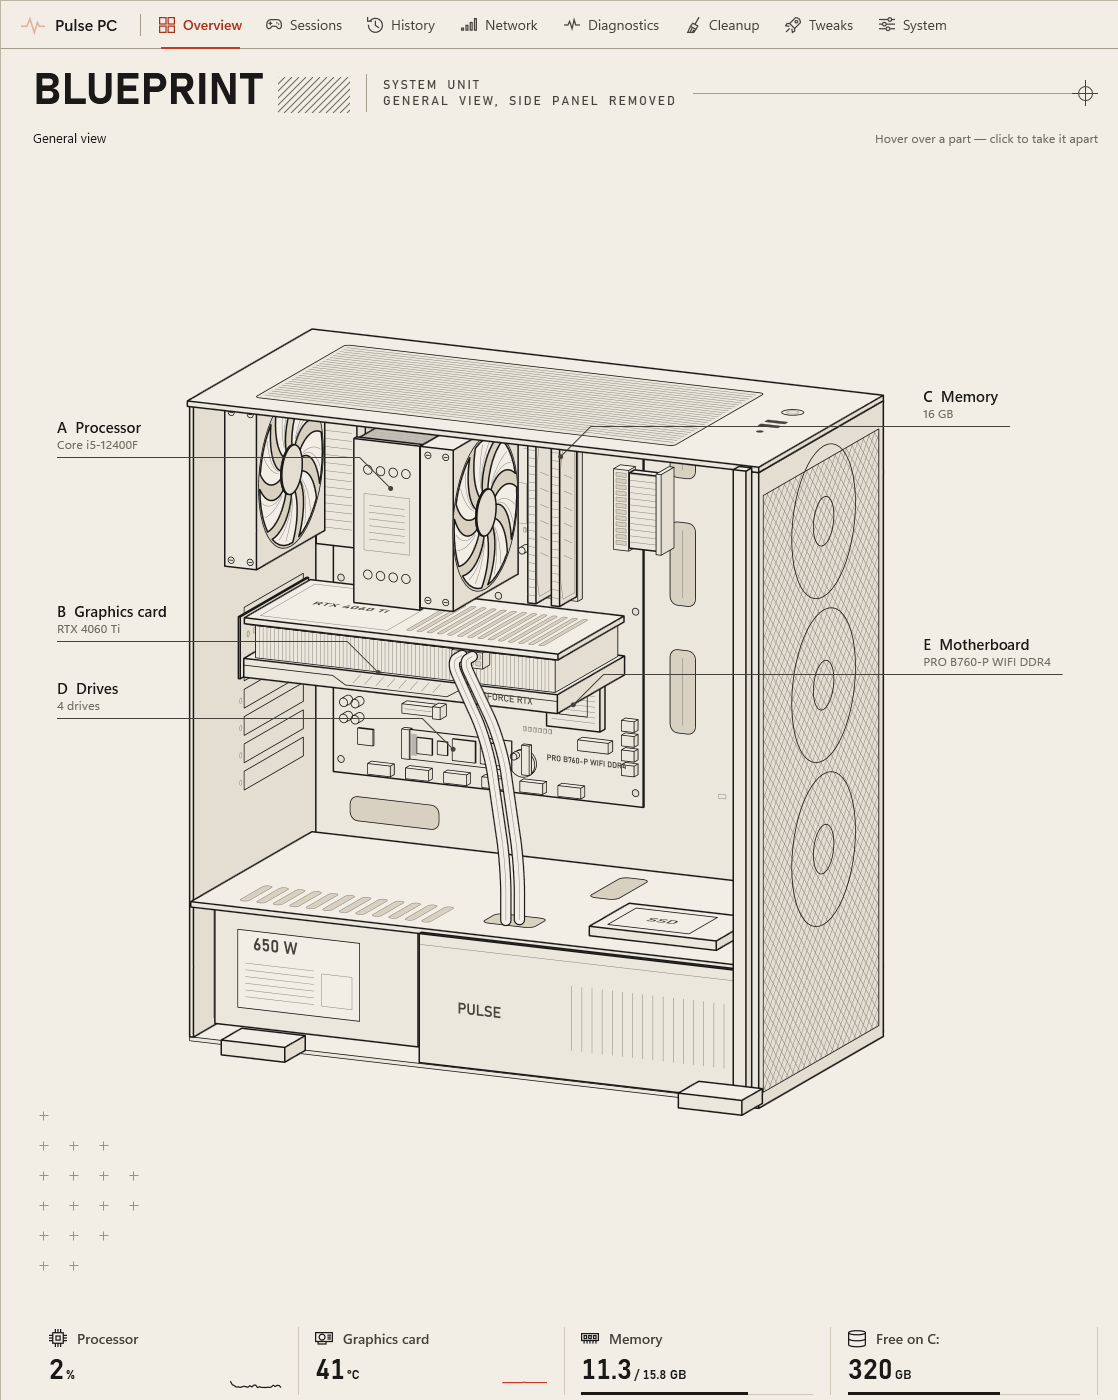 Pulse PC
Overview
Sessions
History
Network
Diagnostics
Cleanup
Tweaks
System
BLUEPRINT
SYSTEM UNIT
GENERAL VIEW, SIDE PANEL REMOVED
General view
Hover over a part — click to take it apart
C Memory
16 GB
A Processor
Core i5-12400F
B Graphics card
RTX 4060 Ti
RTX 4060 Ti
E Motherboard
PRO B760-P WIFI DDR4
D Drives
4 drives
FORCE RTX
PRO B760-P WIFI DDR4
SSD
650 W
PULSE
Processor
2%
Graphics card
41°C
Memory
11.3 / 15.8 GB
Free on C:
320 GB